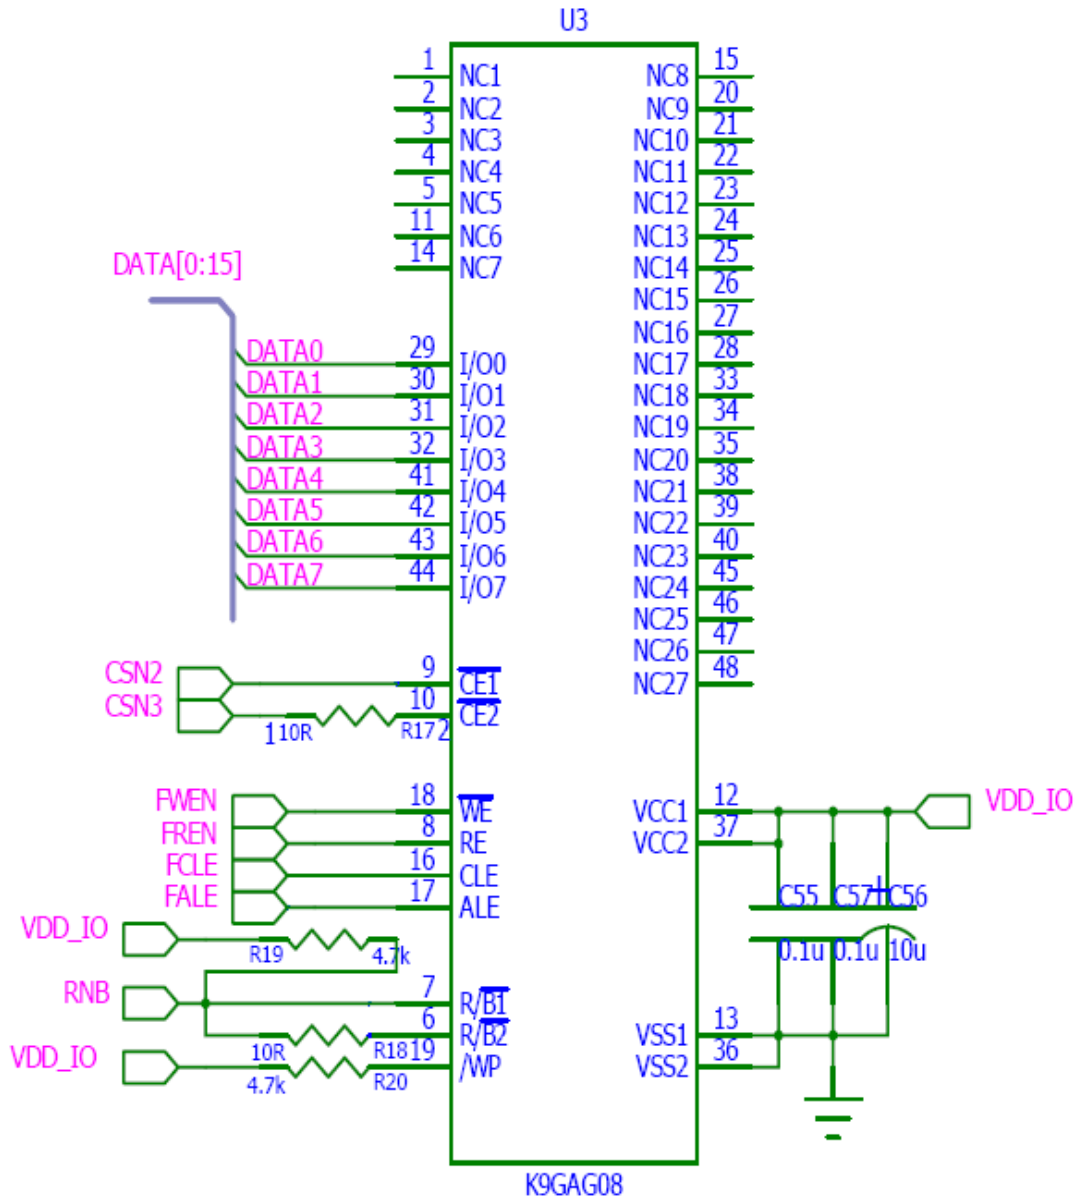 U3
1 NC1 NC8 15
2 NC2 NC9 20
3 NC3 NC10 21
4 NC4 NC11 22
5 NC5 NC12 23
11 NC6 NC13 24
14 NC7 NC14 25
DATA[0:15]
NC15 26
NC16 27
DATA0 29 I/O0 NC17 28
DATA1 30 I/O1 NC18 33
DATA2 31 I/O2 NC19 34
DATA3 32 I/O3 NC20 35
DATA4 41 I/O4 NC21 38
DATA5 42 I/O5 NC22 39
DATA6 43 I/O6 NC23 40
DATA7 44 I/O7 NC24 45
NC25 46
NC26 47
CSN2 9 CE1 NC27 48
CSN3 10 CE2
1 10R R17 2
FWEN 18 WE VCC1 12 VDD_IO
FREN 8 RE VCC2 37
FCLE 16 CLE
FALE 17 ALE C55 C57 + C56
VDD_IO R19 4.7k 0.1u 0.1u 10u
RNB 7 R/B1
6 R/B2 VSS1 13
10R R18
VDD_IO 19 /WP VSS2 36
4.7k R20
K9GAG08